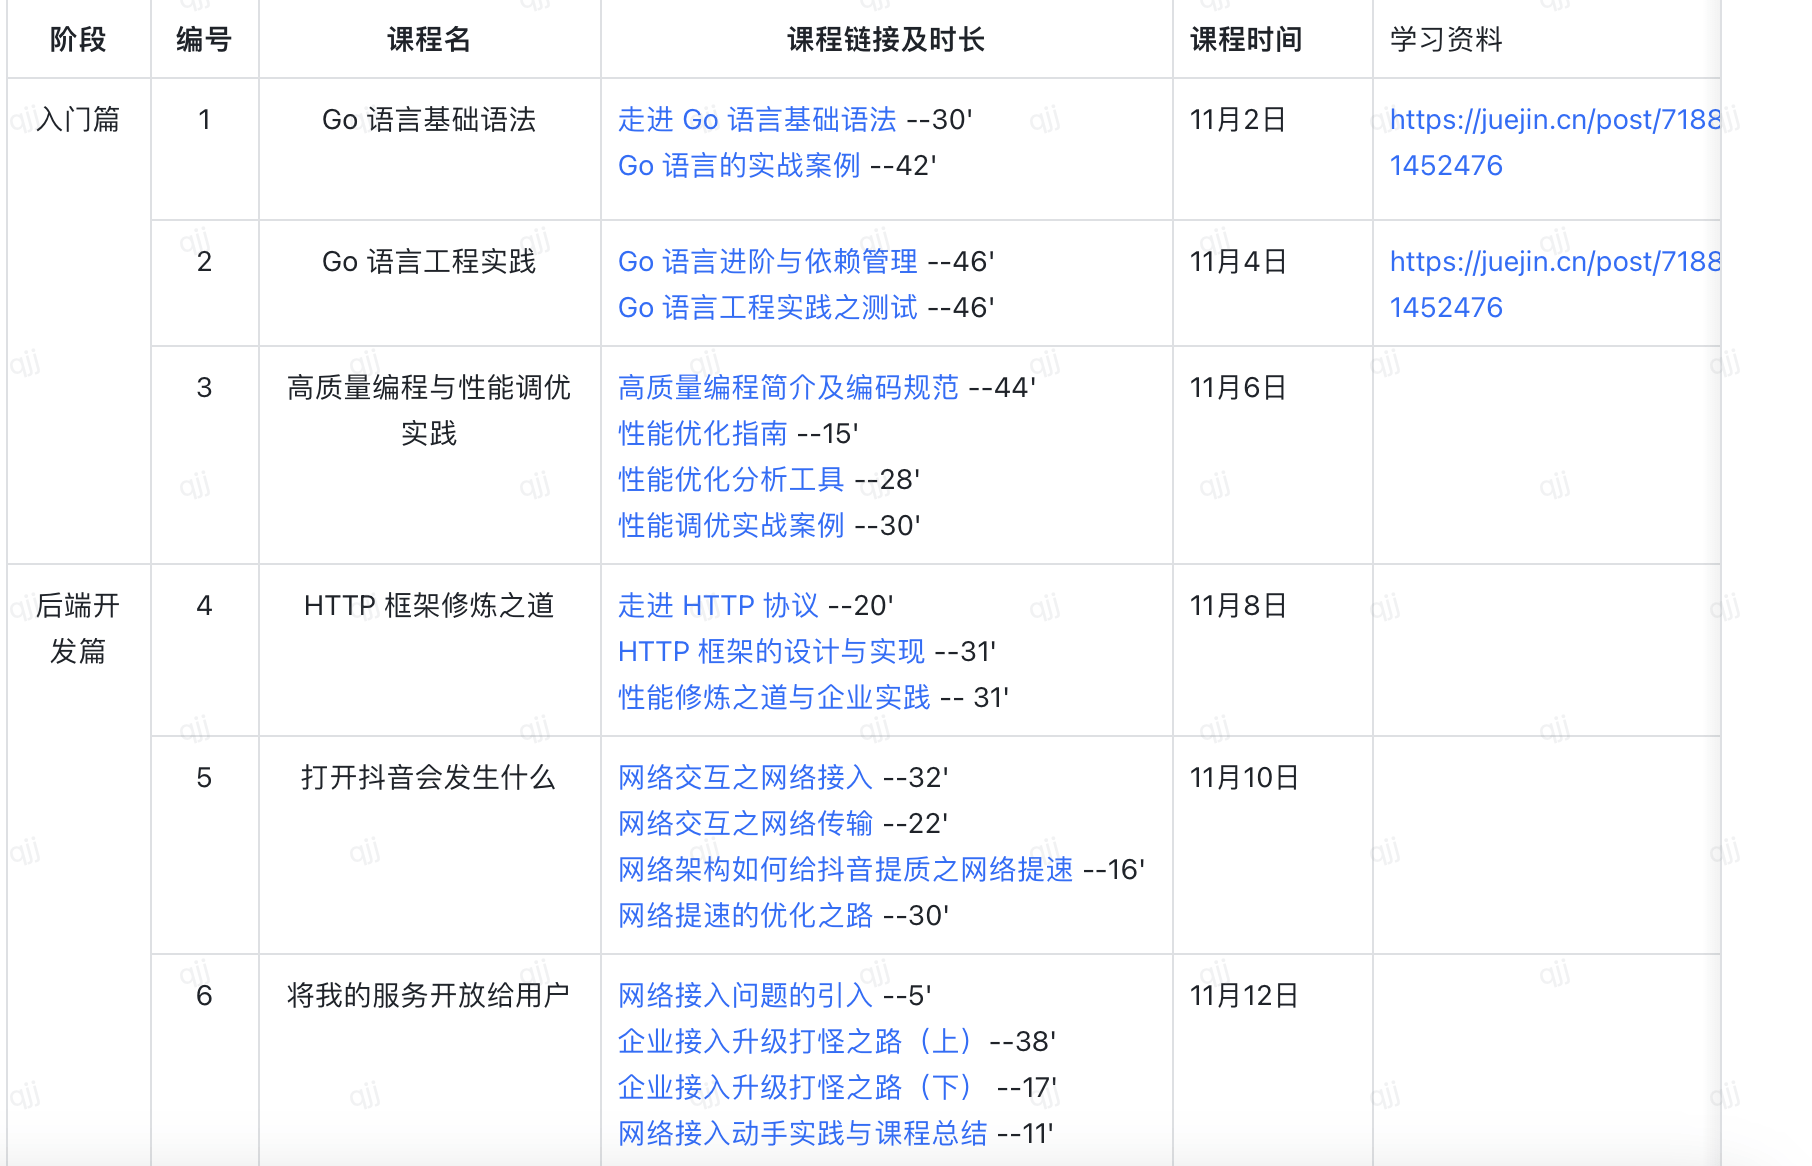 阶段 编号 课程名 课程链接及时长 课程时间 学习资料
入门篇 1 Go 语言基础语法 走进 Go 语言基础语法 --30' 11月2日 https://juejin.cn/post/7188
Go 语言的实战案例 --42' 1452476
2 Go 语言工程实践 Go 语言进阶与依赖管理 --46' 11月4日 https://juejin.cn/post/7188
Go 语言工程实践之测试 --46' 1452476
3 高质量编程与性能调优 高质量编程简介及编码规范 --44' 11月6日
实践 性能优化指南 --15'
性能优化分析工具 --28'
性能调优实战案例 --30'
后端开 4 HTTP 框架修炼之道 走进 HTTP 协议 --20' 11月8日
发篇 HTTP 框架的设计与实现 --31'
性能修炼之道与企业实践 -- 31'
5 打开抖音会发生什么 网络交互之网络接入 --32' 11月10日
网络交互之网络传输 --22'
网络架构如何给抖音提质之网络提速 --16'
网络提速的优化之路 --30'
6 将我的服务开放给用户 网络接入问题的引入 --5' 11月12日
企业接入升级打怪之路（上） --38'
企业接入升级打怪之路（下） --17'
网络接入动手实践与课程总结 --11'